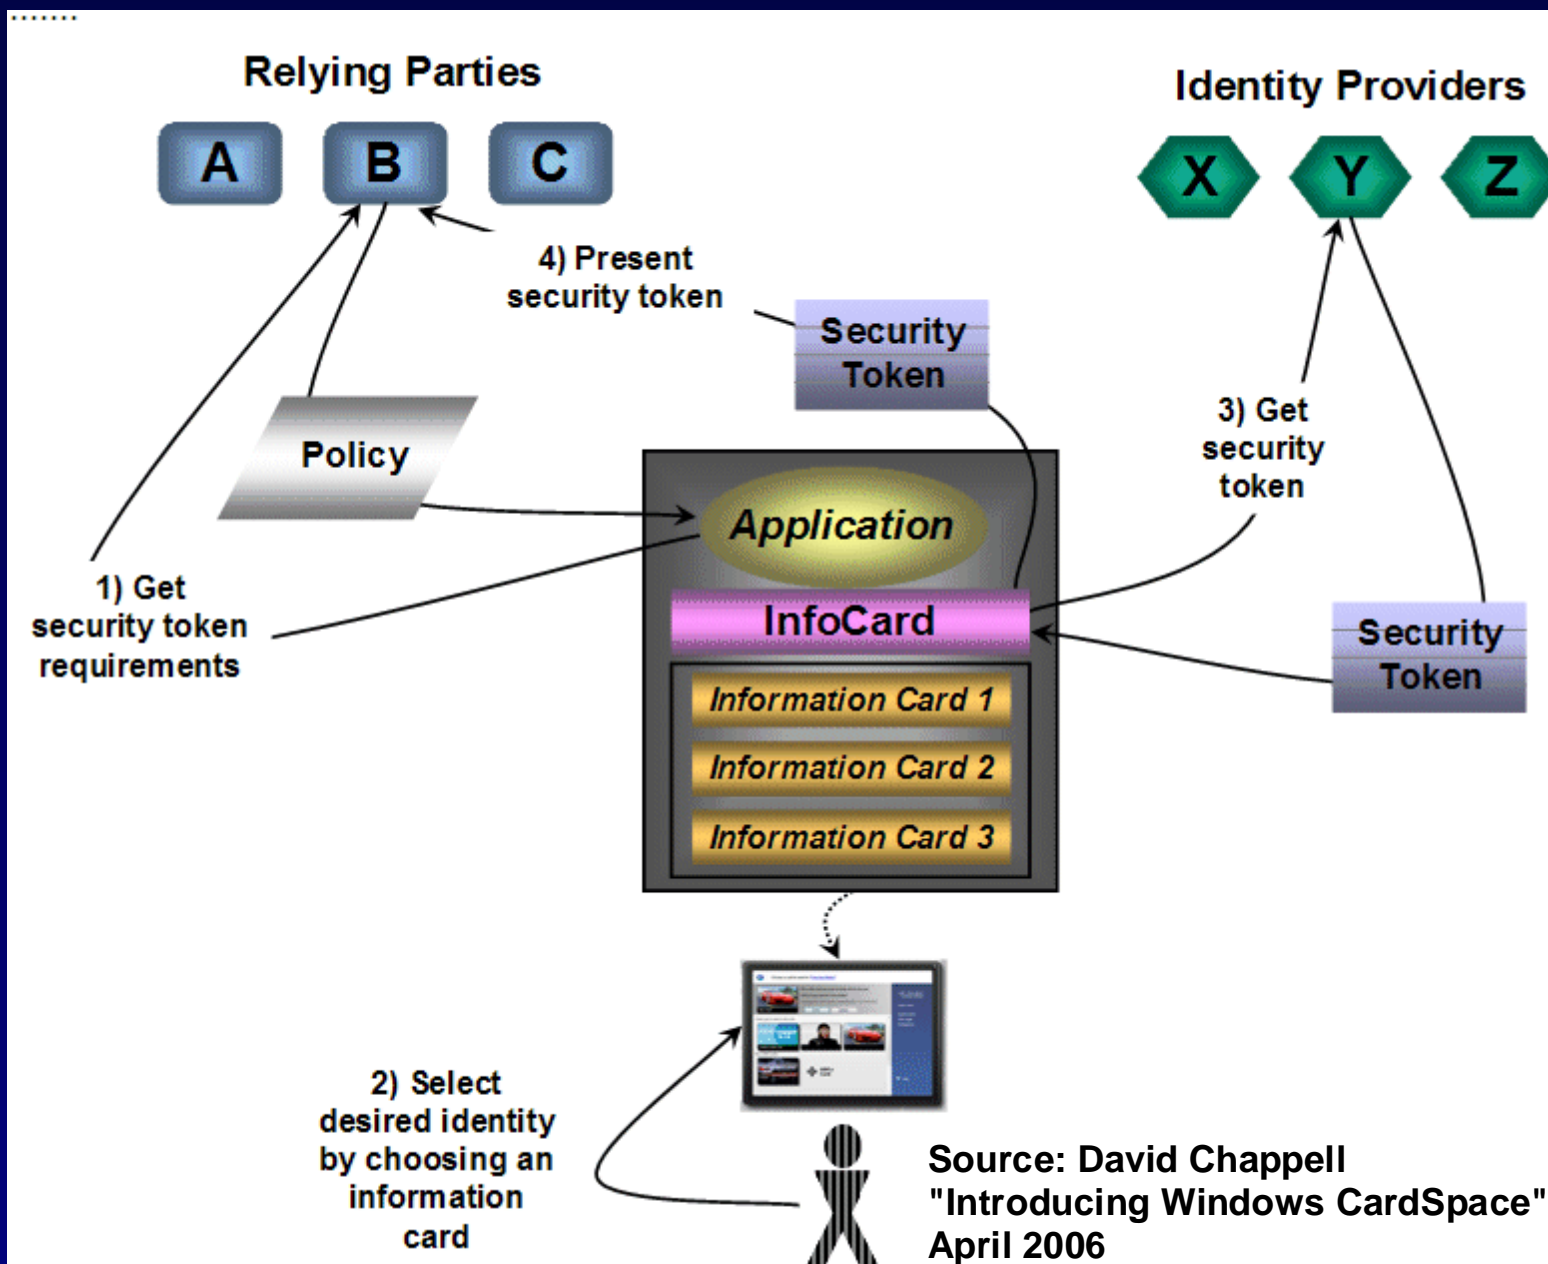 Relying Parties
Identity Providers
A
B
C
X
Y
Z
4) Present
security token
Security
Token
3) Get
security
token
Policy
Application
1) Get
security token
requirements
InfoCard
Security
Token
Information Card 1
Information Card 2
Information Card 3
2) Select
desired identity
by choosing an
information
card
Source: David Chappell
"Introducing Windows CardSpace"
April 2006